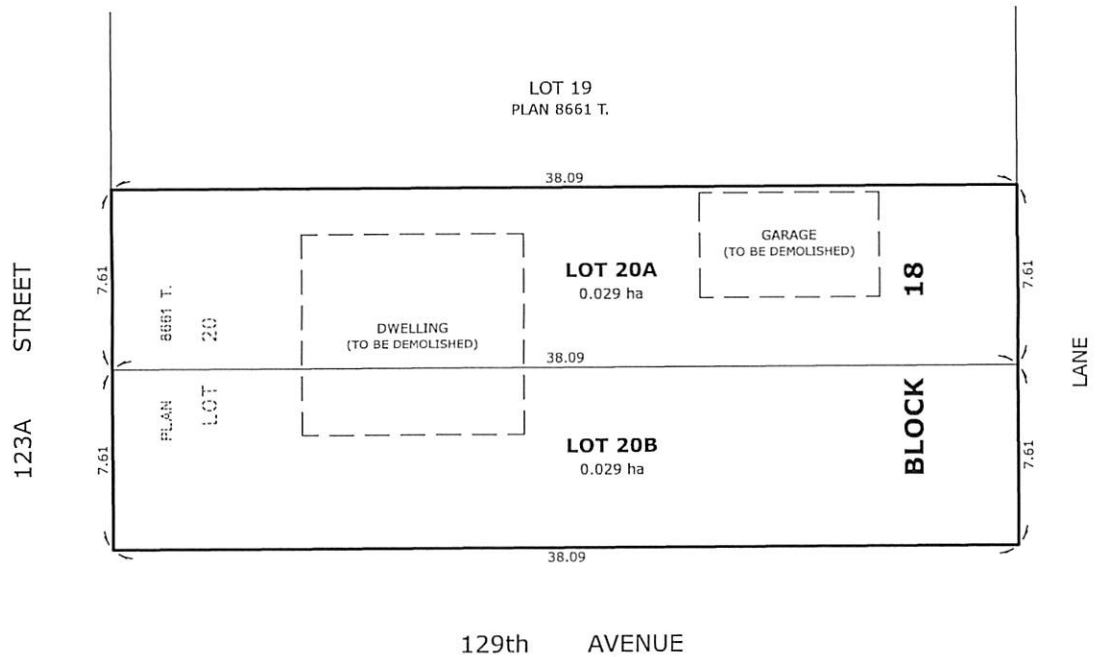 LOT 19
PLAN 8661 T.
38.09
GARAGE
(TO BE DEMOLISHED)
LOT 20A
0.029 ha
7.61
7.61
DWELLING
(TO BE DEMOLISHED)
38.09
PLAN 8661 T.
LOT 20
BLOCK 18
LOT 20B
0.029 ha
7.61
7.61
38.09
123A STREET
LANE
129th AVENUE